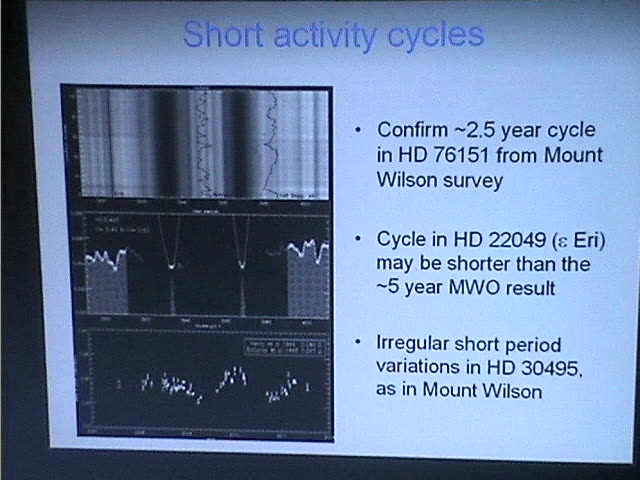 Short activity cycles
• Confirm ~2.5 year cycle
in HD 76151 from Mount
Wilson survey
• Cycle in HD 22049 (ε Eri)
may be shorter than the
~5 year MWO result
• Irregular short period
variations in HD 30495,
as in Mount Wilson